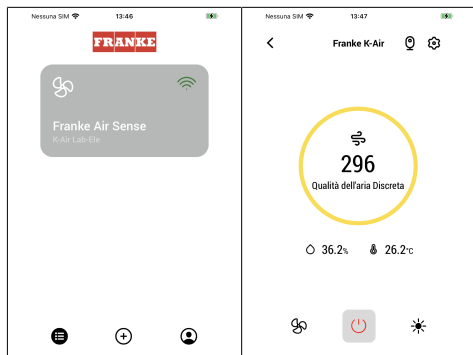 Nessuna SIM 13:46
FRANKE
Franke Air Sense
K-Air Lab-Ele
Nessuna SIM 13:47
Franke K-Air
296
Qualità dell'aria Discreta
36.2% 26.2°C